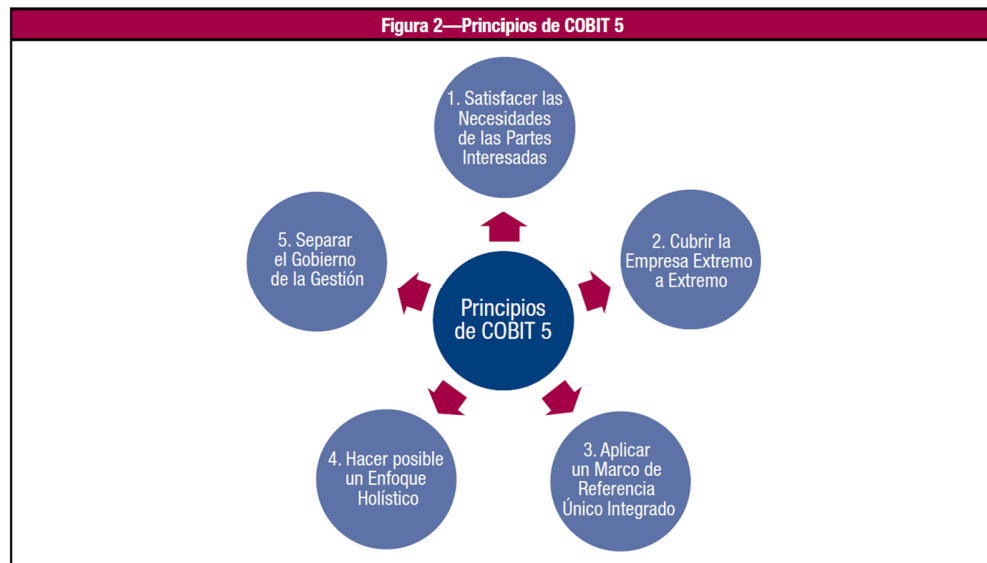 Figura 2—Principios de COBIT 5
1. Satisfacer las
Necesidades
de las Partes
Interesadas
5. Separar
el Gobierno
de la Gestión
2. Cubrir la
Empresa Extremo
a Extremo
Principios
de COBIT 5
4. Hacer posible
un Enfoque
Holístico
3. Aplicar
un Marco de
Referencia
Único Integrado